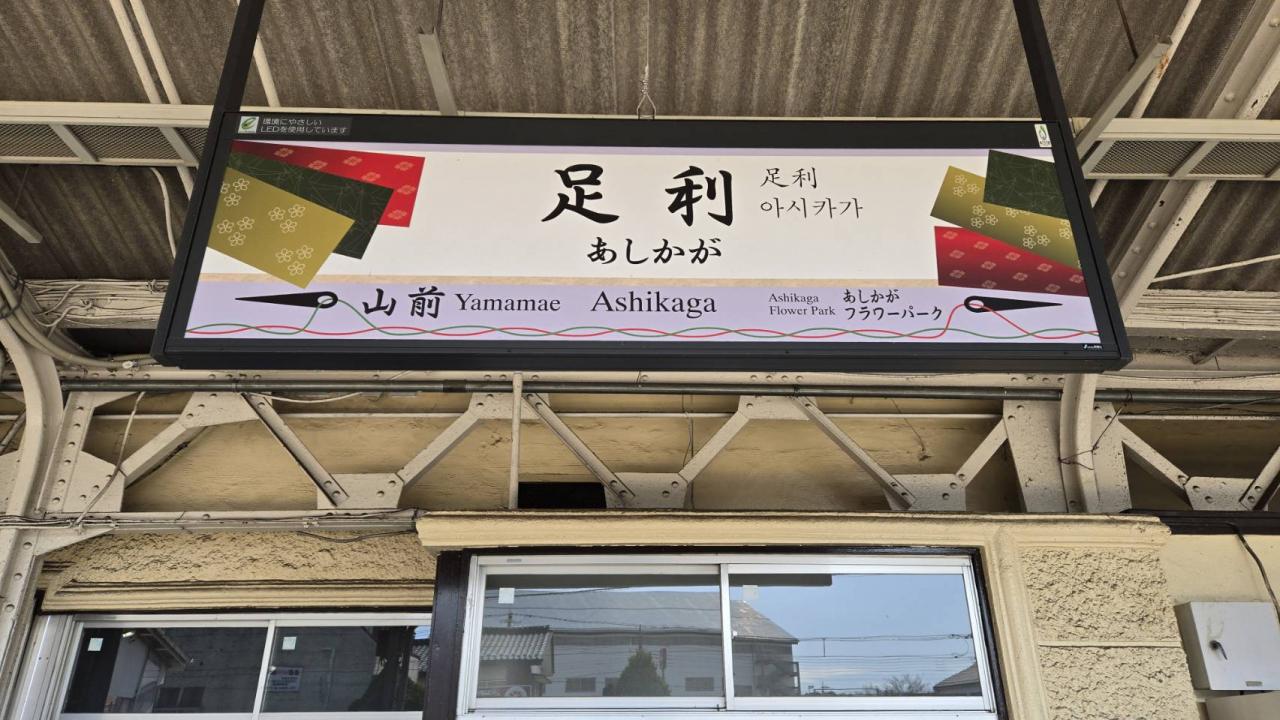 環境にやさしい
LEDを使用しています
足利
足利
아시카가
あしかが
山前 Yamamae
Ashikaga
Ashikaga
Flower Park
あしかが
フラワーパーク